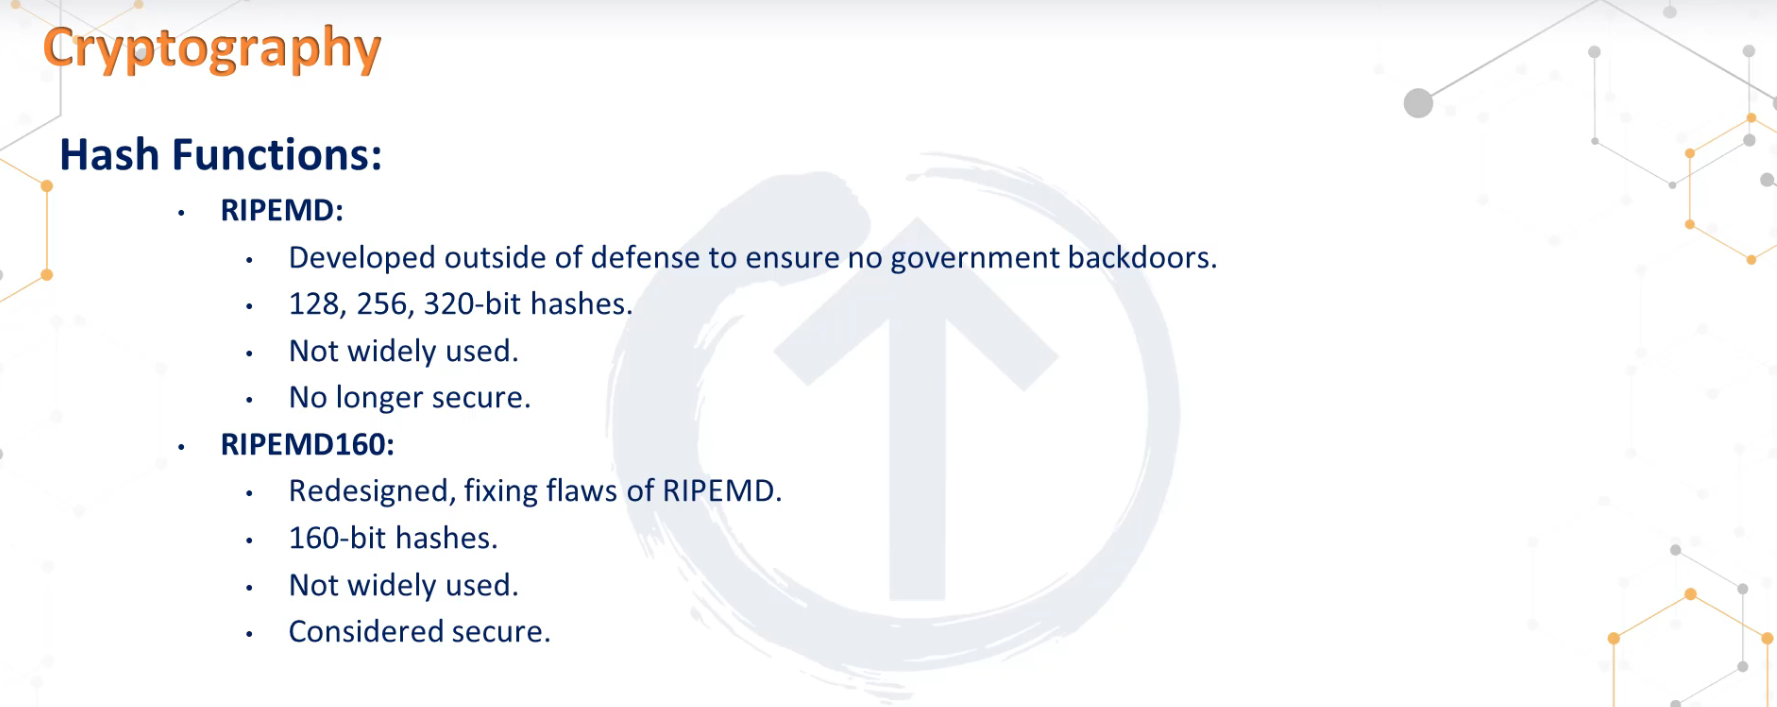 Cryptography
Hash Functions:
• RIPEMD:
• Developed outside of defense to ensure no government backdoors.
• 128, 256, 320-bit hashes.
• Not widely used.
• No longer secure.
• RIPEMD160:
• Redesigned, fixing flaws of RIPEMD.
• 160-bit hashes.
• Not widely used.
• Considered secure.